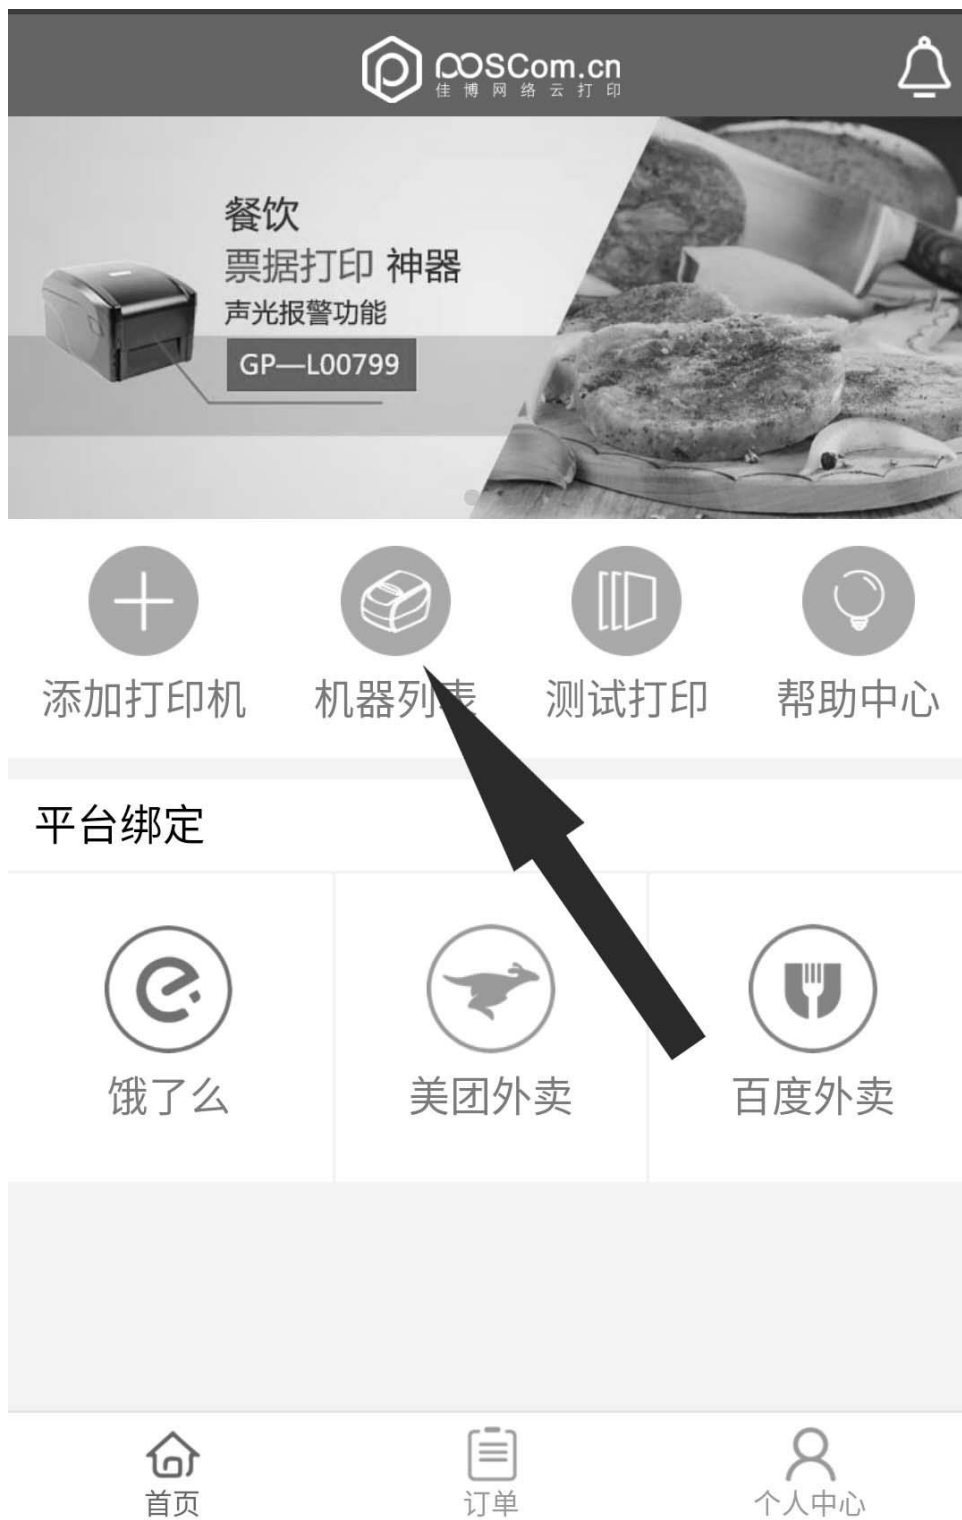 poSCom.cn
佳博网络云打印
餐饮
票据打印 神器
声光报警功能
GP—L00799
添加打印机 机器列表 测试打印 帮助中心
平台绑定
饿了么 美团外卖 百度外卖
首页 订单 个人中心